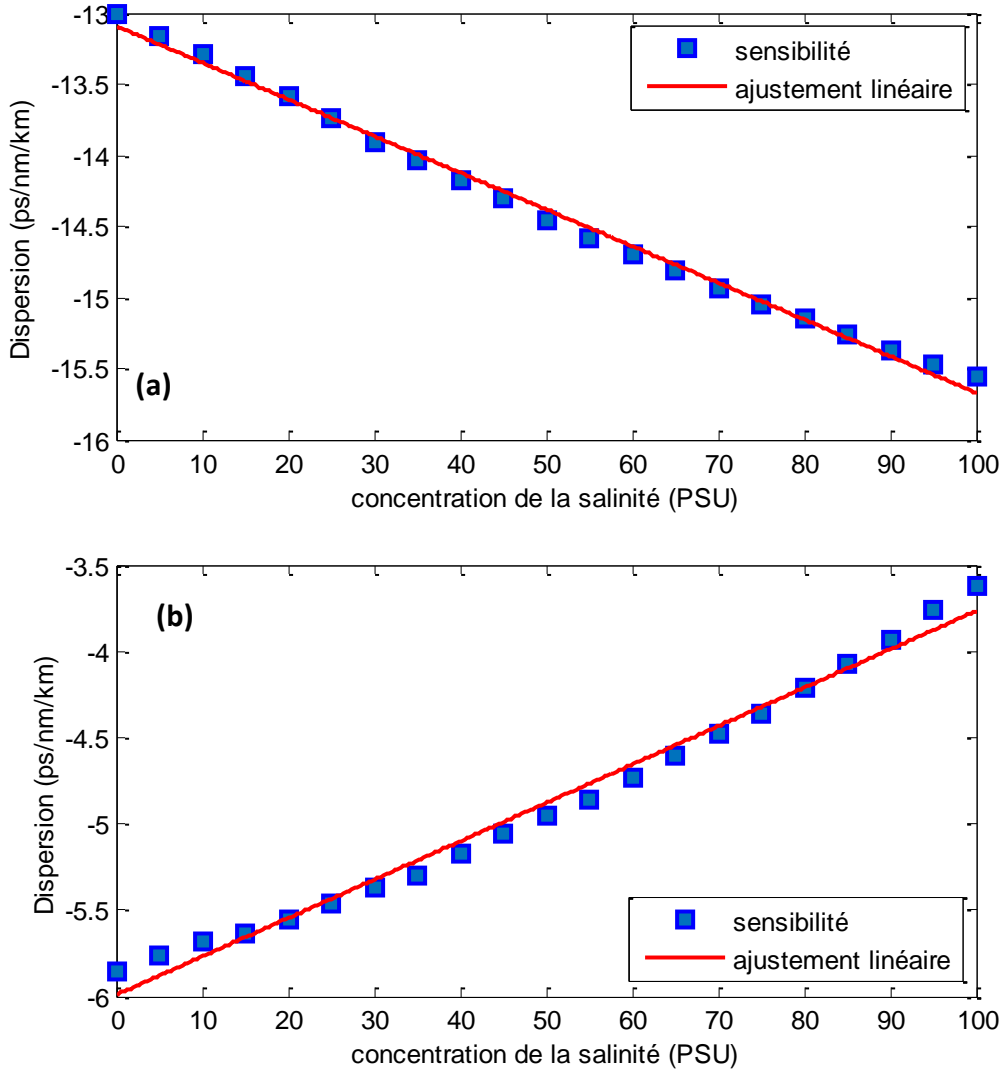 -13
-13.5
-14
-14.5
-15
-15.5
-16
Dispersion (ps/nm/km)
sensibilité
ajustement linéaire
(a)
0 10 20 30 40 50 60 70 80 90 100
concentration de la salinité (PSU)
-3.5
-4
-4.5
-5
-5.5
-6
Dispersion (ps/nm/km)
(b)
sensibilité
ajustement linéaire
0 10 20 30 40 50 60 70 80 90 100
concentration de la salinité (PSU)